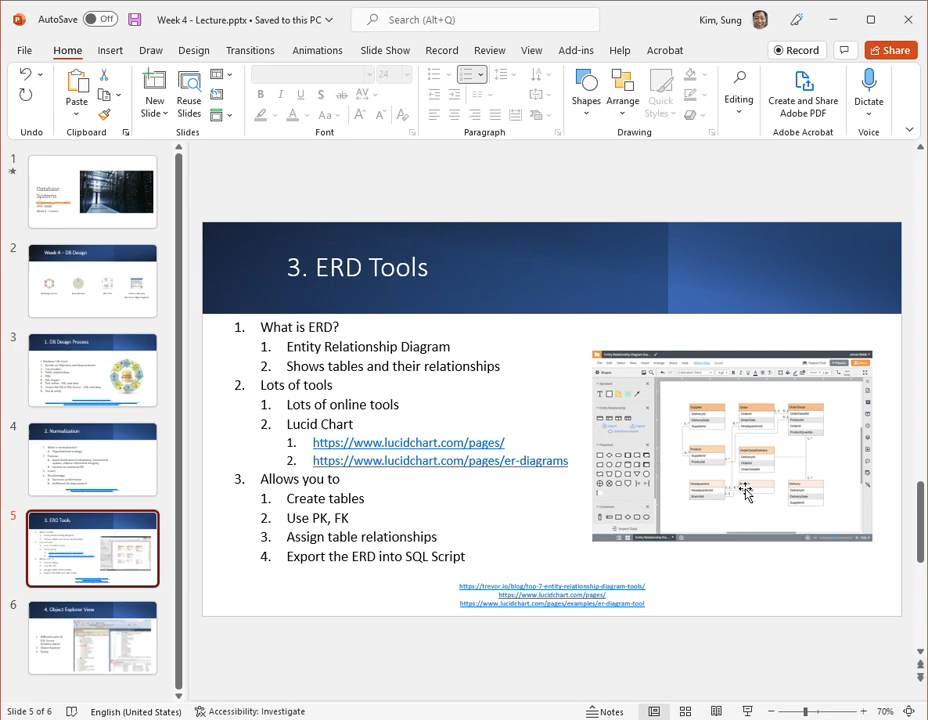 AutoSave Off Week 4 - Lecture.pptx • Saved to this PC Search (Alt+Q) Kim, Sung
File Home Insert Draw Design Transitions Animations Slide Show Record Review View Add-ins Help Acrobat Record Share
24
Paste New Slide Reuse Slides Shapes Arrange Quick Styles Editing Create and Share Adobe PDF Dictate
Undo Clipboard Slides Font Paragraph Drawing Adobe Acrobat Voice
1
Database Systems
2
Week 4 – DB Design
3
1. DB Design Process
4
2. Normalization
5
3. ERD Tools
6
4. Object Explorer View
3. ERD Tools
1. What is ERD?
1. Entity Relationship Diagram
2. Shows tables and their relationships
2. Lots of tools
1. Lots of online tools
2. Lucid Chart
1. https://www.lucidchart.com/pages/
2. https://www.lucidchart.com/pages/er-diagrams
3. Allows you to
1. Create tables
2. Use PK, FK
3. Assign table relationships
4. Export the ERD into SQL Script
https://trevor.io/blog/top-7-entity-relationship-diagram-tools/
https://www.lucidchart.com/pages/
https://www.lucidchart.com/pages/examples/er-diagram-tool
Slide 5 of 6 English (United States) Accessibility: Investigate Notes 70%